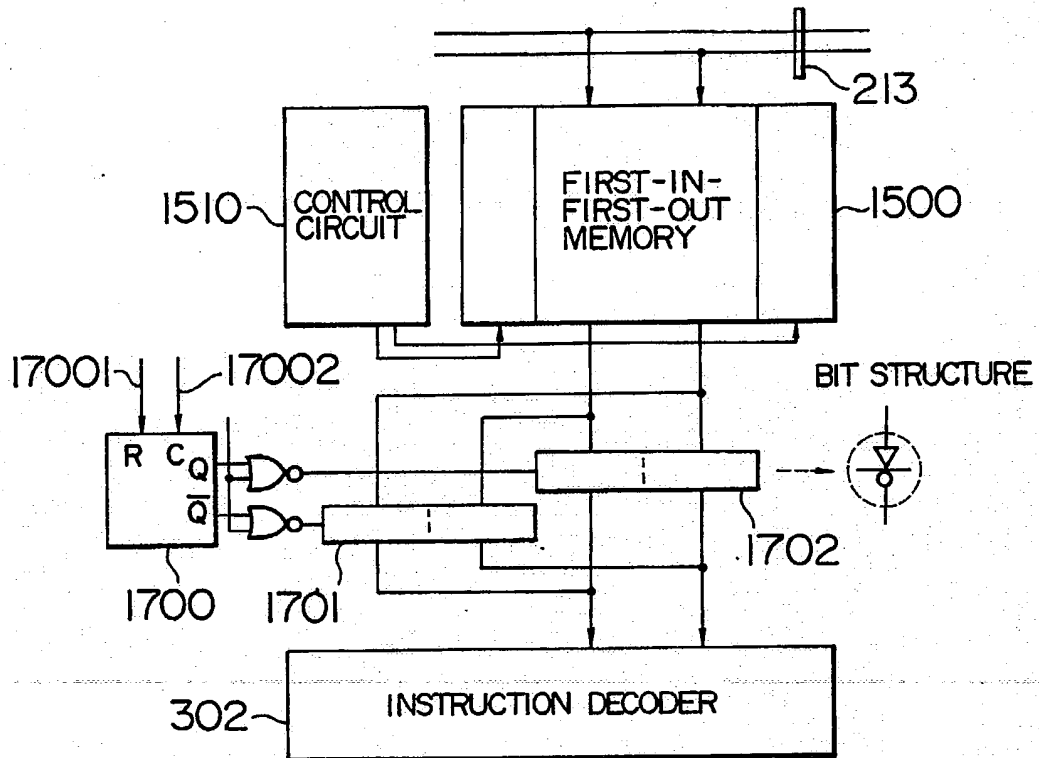 213
1510
CONTROL
CIRCUIT
FIRST-IN-
FIRST-OUT
MEMORY
1500
17001
17002
BIT STRUCTURE
R C Q
Q̅
1700
1701
1702
302
INSTRUCTION DECODER